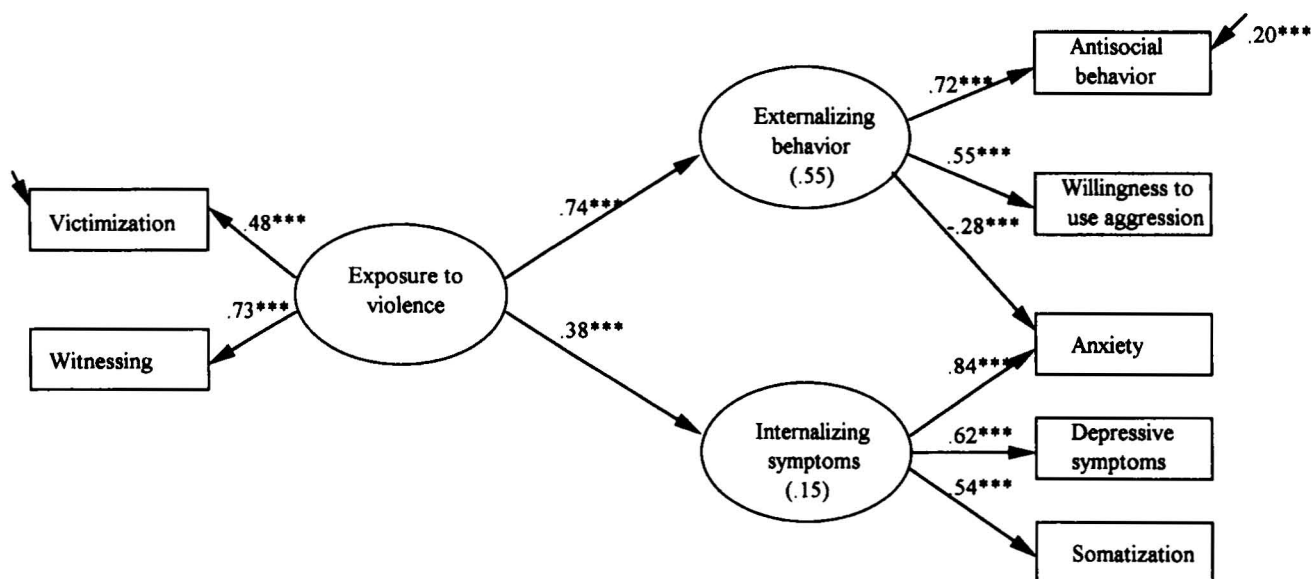 Victimization
Witnessing
.48***
.73***
Exposure to
violence
.74***
.38***
Externalizing
behavior
(.55)
Internalizing
symptoms
(.15)
.72***
.55***
-.28***
.84***
.62***
.54***
Antisocial
behavior
.20***
Willingness to
use aggression
Anxiety
Depressive
symptoms
Somatization